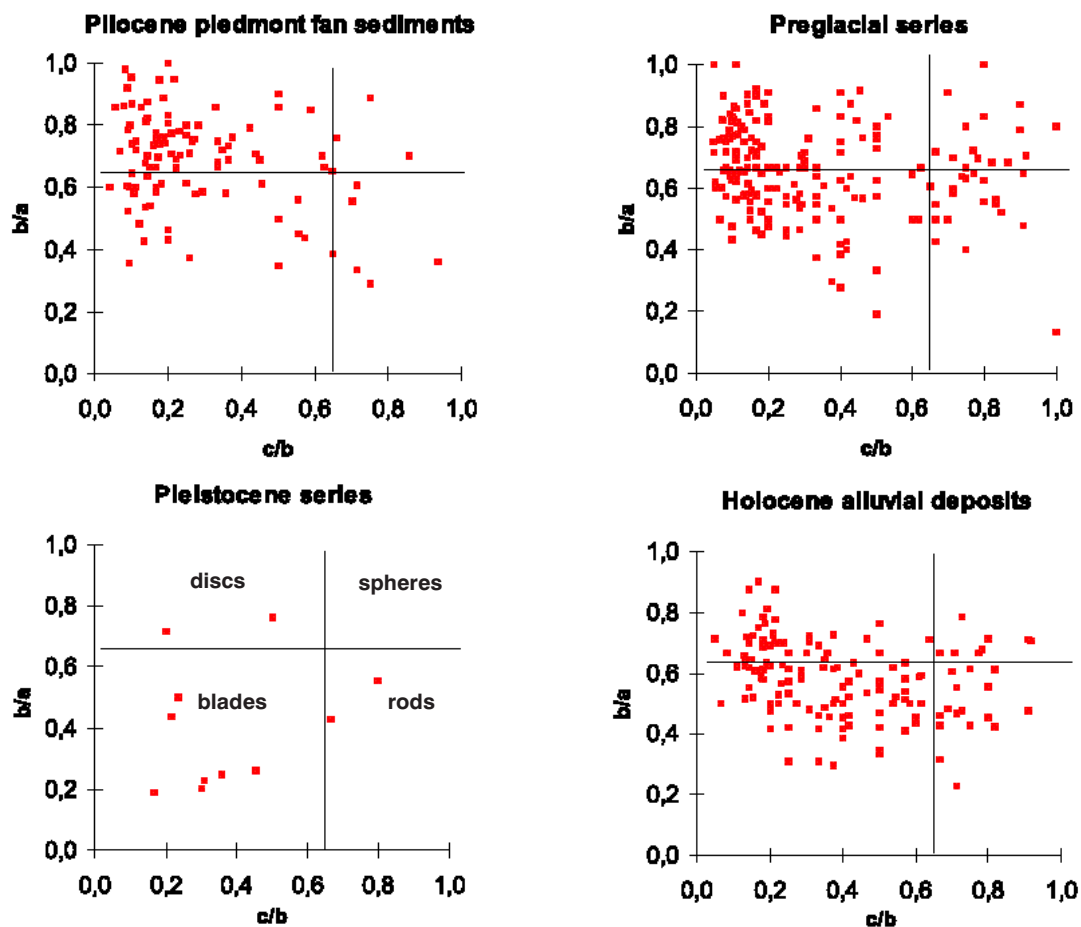 Pliocene piedmont fan sediments
1,0
0,8
0,6
0,4
0,2
0,0
b/a
0,0 0,2 0,4 0,6 0,8 1,0
c/b
Preglacial series
1,0
0,8
0,6
0,4
0,2
0,0
b/a
0,0 0,2 0,4 0,6 0,8 1,0
c/b
Pleistocene series
1,0
0,8
0,6
0,4
0,2
0,0
b/a
discs spheres
blades rods
0,0 0,2 0,4 0,6 0,8 1,0
c/b
Holocene alluvial deposits
1,0
0,8
0,6
0,4
0,2
0,0
b/a
0,0 0,2 0,4 0,6 0,8 1,0
c/b